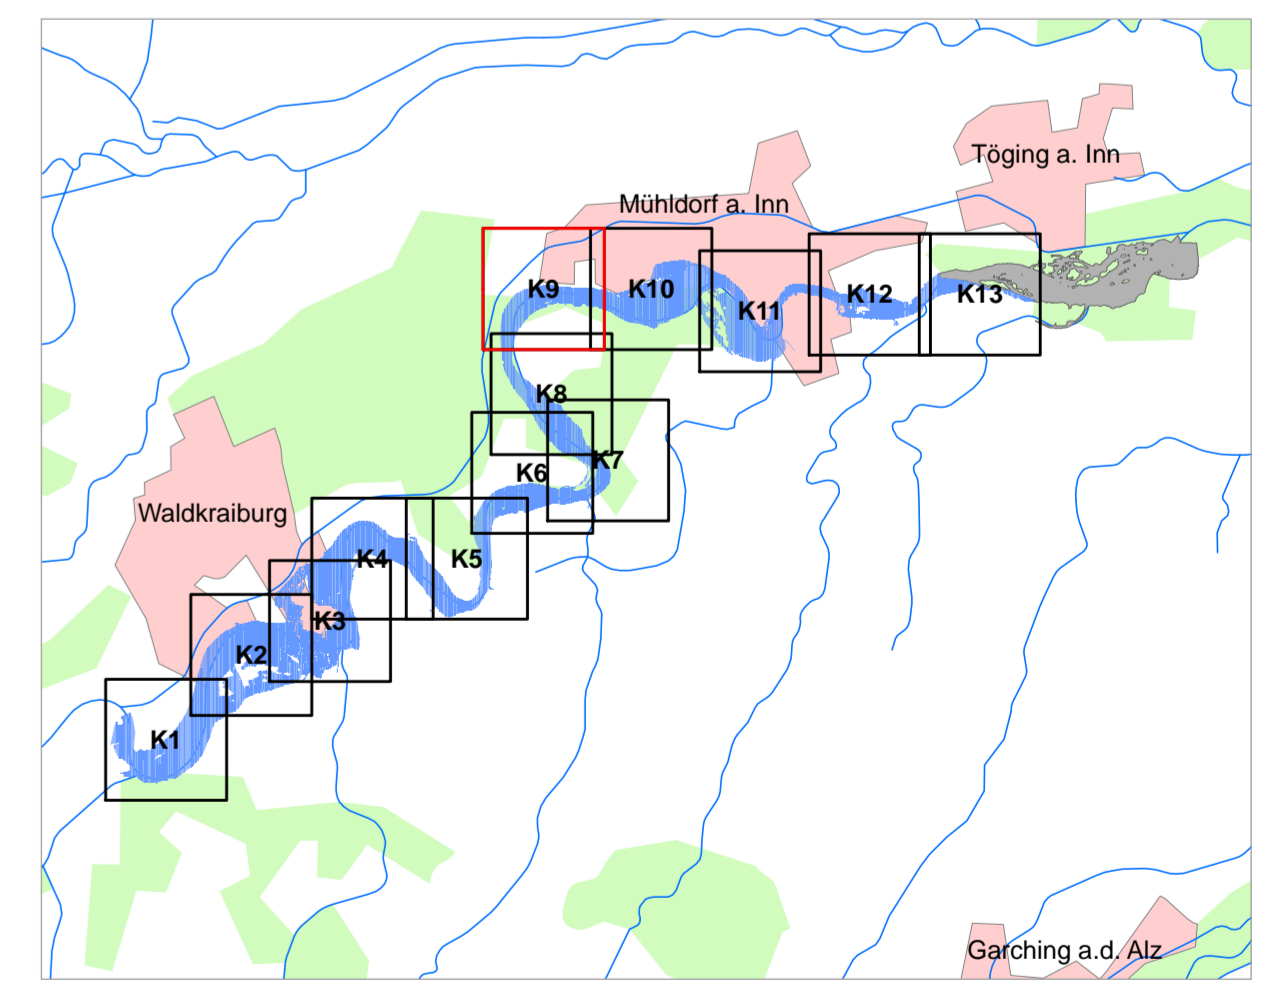 Töging a. Inn
Mühldorf a. Inn
K9
K10
K11
K12
K13
K8
K7
K6
Waldkraiburg
K4
K5
K3
K2
K1
Garching a.d. Alz